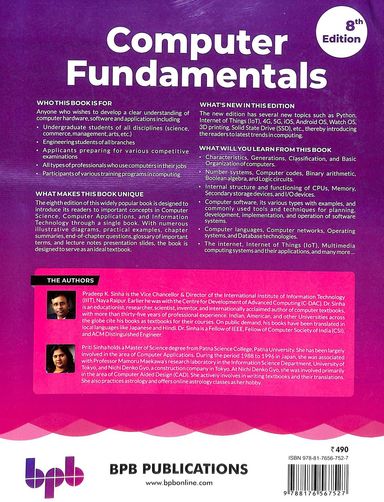 Computer
Fundamentals
8th
Edition
WHO THIS BOOK IS FOR
Anyone who wishes to develop a clear understanding of
computer hardware, software and applications including
• Undergraduate students of all disciplines (science,
commerce, management, arts, etc.)
• Engineering students of all branches
• Applicants preparing for various competitive
examinations
• All types of professionals who use computers in their jobs
• Participants of various training programs in computing
WHAT MAKES THIS BOOK UNIQUE
The eighth edition of this widely popular book is designed to
introduce its readers to important concepts in Computer
Science, Computer Applications, and Information
Technology through a single book. With numerous
illustrative diagrams, practical examples, chapter
summaries, end-of-chapter questions, glossary of important
terms, and lecture notes presentation slides, the book is
designed to serve as an ideal textbook.
WHAT'S NEW IN THIS EDITION
The new edition has several new topics such as Python,
Internet of Things (IoT), 4G, 5G, iOS, Android OS, Watch OS,
3D printing, Solid State Drive (SSD), etc., thereby introducing
the readers to latest trends in computing.
WHAT WILL YOU LEARN FROM THIS BOOK
• Characteristics, Generations, Classification, and Basic
Organization of computers.
• Number systems, Computer codes, Binary arithmetic,
Boolean algebra, and Logic circuits.
• Internal structure and functioning of CPUs, Memory,
Secondary storage devices, and I/O devices.
• Computer software, its various types with examples, and
commonly used tools and techniques for planning,
development, implementation, and operation of software
systems.
• Computer languages, Computer networks, Operating
systems, and Database technologies.
• The internet, Internet of Things (IoT), Multimedia
computing systems and their applications, and many more...
THE AUTHORS
Pradeep K. Sinha is the Vice Chancellor & Director of the International Institute of Information Technology
(IIIT), Naya Raipur. Earlier he was with the Centre for Development of Advanced Computing (C-DAC). Dr. Sinha
is an educationist, researcher, scientist, inventor, and internationally acclaimed author of computer textbooks,
with more than thirty-five years of professional experience. Indian, American, and other Universities across
the globe cite his books as textbooks for their courses. On public demand, his books have been translated in
local languages like Japanese and Hindi. Dr. Sinha is a Fellow of IEEE, Fellow of Computer Society of India (CSI),
and ACM Distinguished Engineer.
Priti Sinha holds a Master of Science degree from Patna Science College, Patna University. She has been largely
involved in the area of Computer Applications. During the period 1988 to 1996 in Japan, she was associated
with Professor Mamoru Maekawa's research laboratory in the Information Science Department, University of
Tokyo, and Nichi Denko Gyo, a construction company in Tokyo. At Nichi Denko Gyo, she was involved primarily
in the area of Computer Aided Design (CAD). She actively involves in writing textbooks and their translations.
She also practices astrology and offers online astrology classes as her hobby.
₹ 490
ISBN 978-81-7656-752-7
9 788176 567527
bpb
BPB PUBLICATIONS
www.bpbonline.com